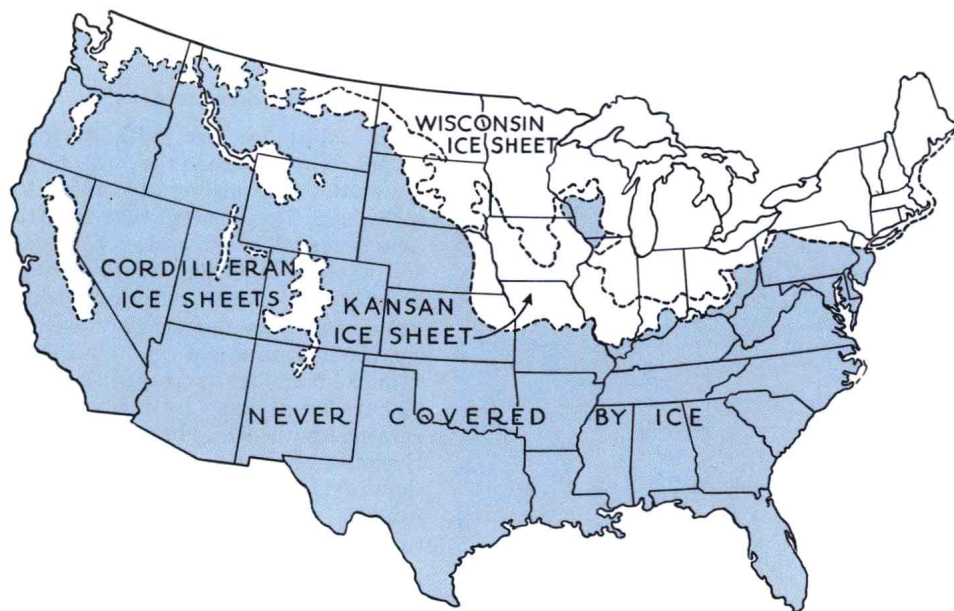 WISCONSIN
ICE SHEET
CORDILLERAN
ICE SHEETS
KANSAN
ICE SHEET
NEVER COVERED BY ICE